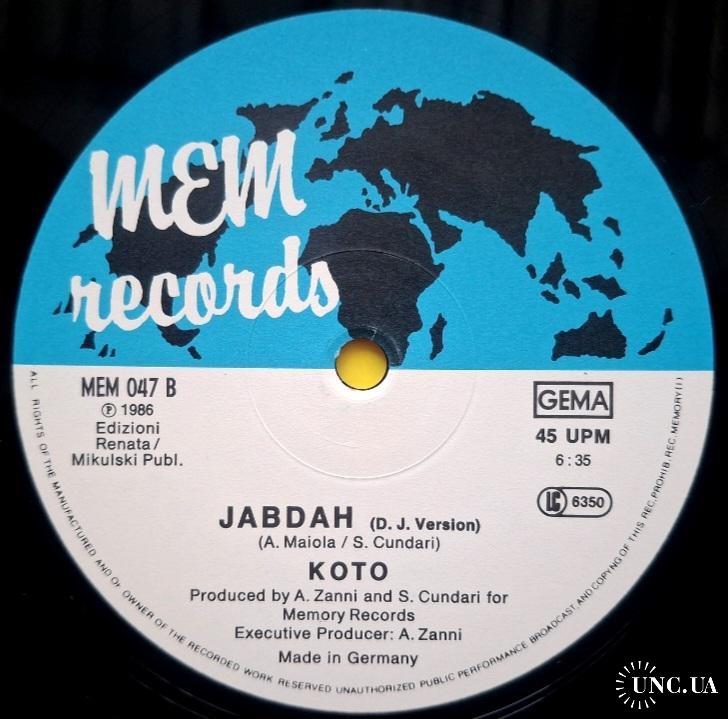 MEM
records
MEM 047 B
℗ 1986
Edizioni
Renata/
Mikulski Publ.
GEMA
45 UPM
6:35
LC 6350
JABDAH (D. J. Version)
(A. Maiola / S. Cundari)
KOTO
Produced by A. Zanni and S. Cundari for
Memory Records
Executive Producer: A. Zanni
Made in Germany
ALL RIGHTS OF THE MANUFACTURED AND OF OWNER OF THE RECORDED WORK RESERVED UNAUTHORIZED PUBLIC PERFORMANCE BROADCAST AND COPYNG OF THIS REC. PROHIB. REC. MEMORY (I)
UNC.UA